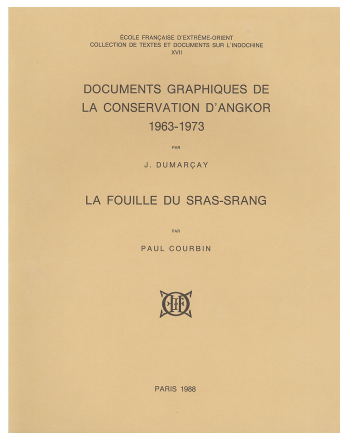 ÉCOLE FRANÇAISE D'EXTRÊME-ORIENT
COLLECTION DE TEXTES ET DOCUMENTS SUR L'INDOCHINE
XVII
DOCUMENTS GRAPHIQUES DE
LA CONSERVATION D'ANGKOR
1963-1973
PAR
J. DUMARÇAY
LA FOUILLE DU SRAS-SRANG
PAR
PAUL COURBIN
PARIS 1988